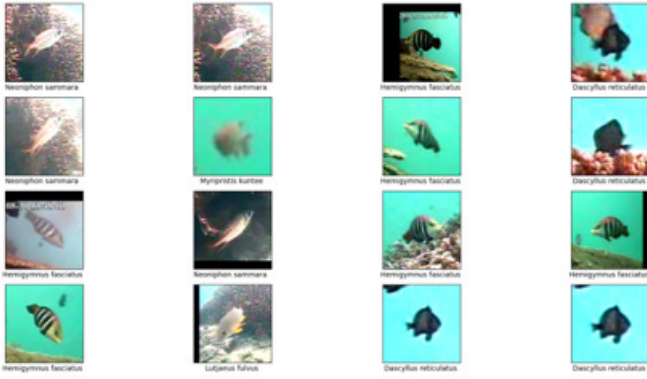 Neoniphon sammara
Neoniphon sammara
Hemigymnus fasciatus
Dascyllus reticulatus
Neoniphon sammara
Myripristis kuntee
Hemigymnus fasciatus
Dascyllus reticulatus
Hemigymnus fasciatus
Neoniphon sammara
Hemigymnus fasciatus
Hemigymnus fasciatus
Hemigymnus fasciatus
Lutjanus fulvus
Dascyllus reticulatus
Dascyllus reticulatus